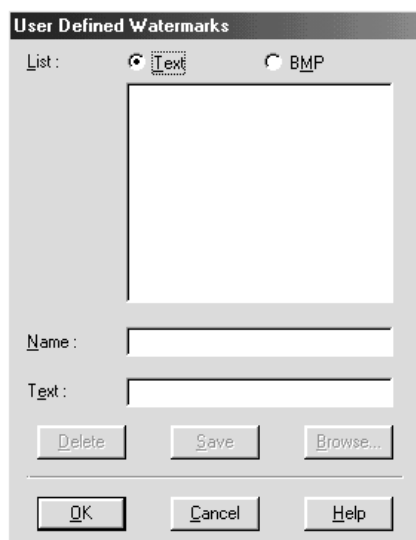 User Defined Watermarks
List : Text BMP
Name :
Text :
Delete Save Browse...
OK Cancel Help